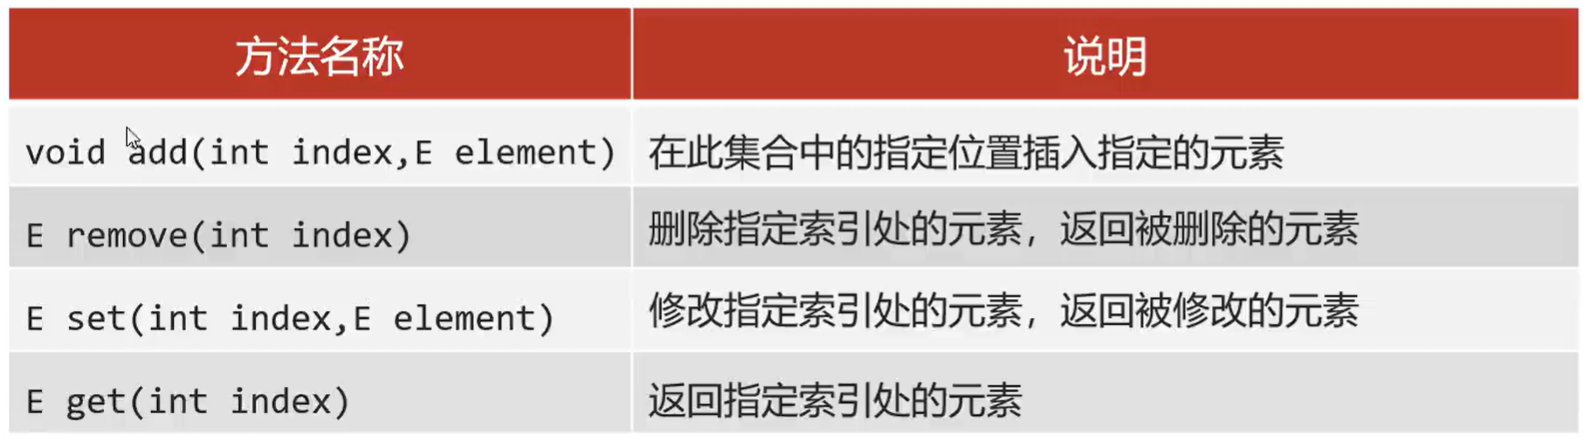 方法名称 说明
void add(int index,E element) 在此集合中的指定位置插入指定的元素
E remove(int index) 删除指定索引处的元素，返回被删除的元素
E set(int index,E element) 修改指定索引处的元素，返回被修改的元素
E get(int index) 返回指定索引处的元素